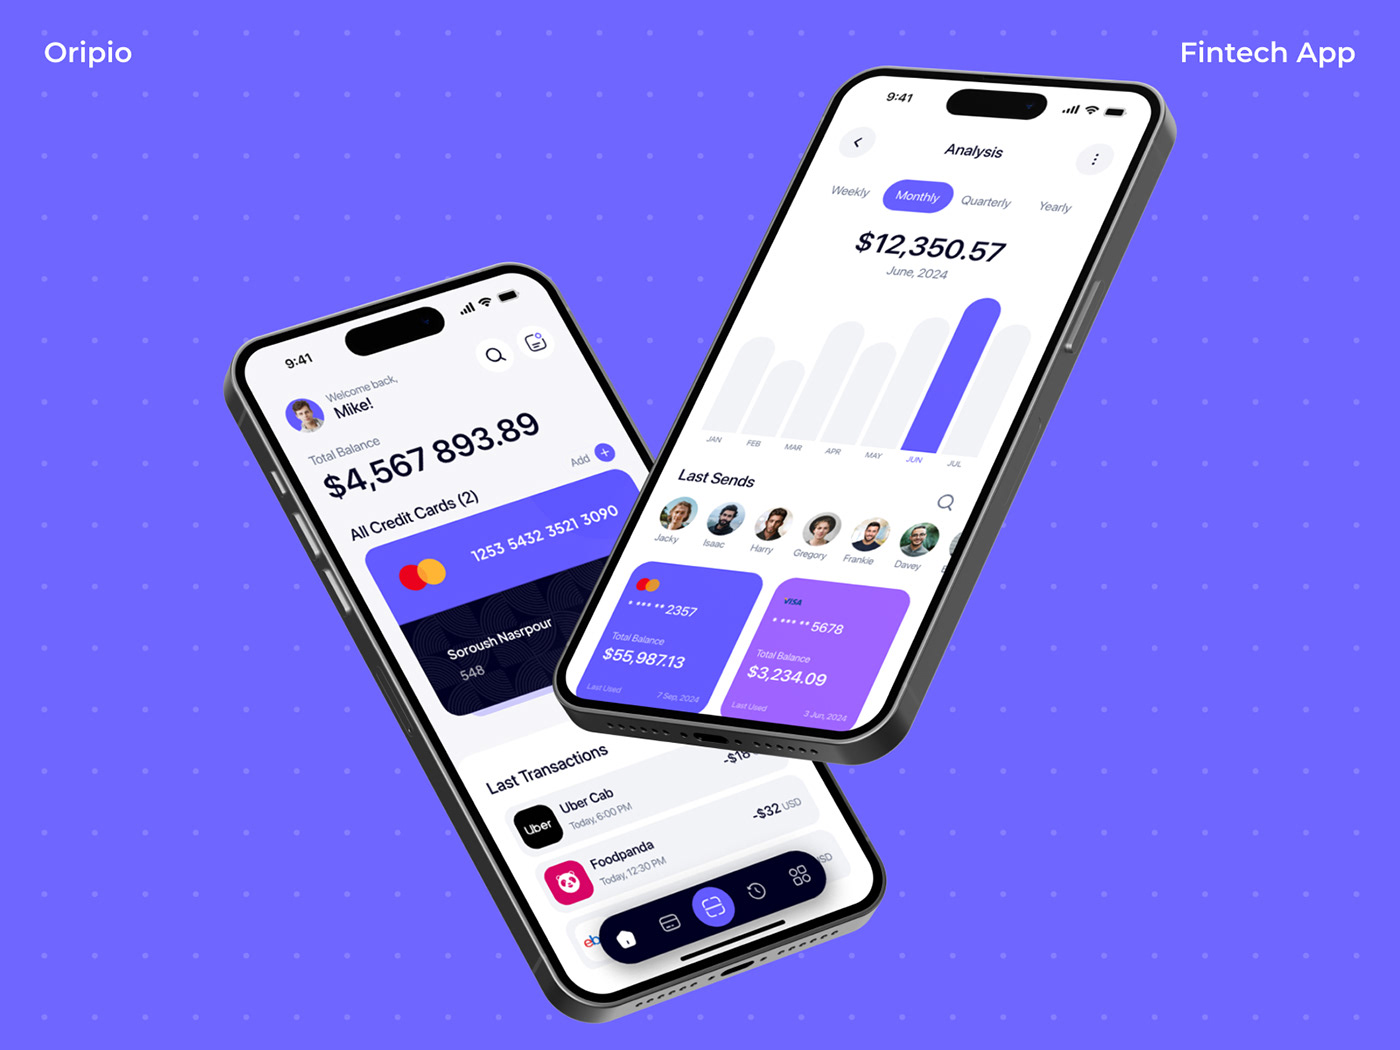 Oripio
Fintech App
9:41
Welcome back,
Mike!
Total Balance
$4,567 893.89
Add
All Credit Cards (2)
1253 5432 3521 3090
Soroush Nasrpour
548
Last Transactions
Uber
Uber Cab
Today, 6:00 PM
-$18
Foodpanda
Today, 12:30 PM
-$32 USD
eb
USD
9:41
Analysis
Weekly
Monthly
Quarterly
Yearly
$12,350.57
June, 2024
JAN
FEB
MAR
APR
MAY
JUN
JUL
Last Sends
Jacky
Isaac
Harry
Gregory
Frankie
Davey
* *** ** 2357
Total Balance
$55,987.13
Last Used
7 Sep, 2024
VISA
* *** ** 5678
Total Balance
$3,234.09
Last Used
3 Jun, 2024